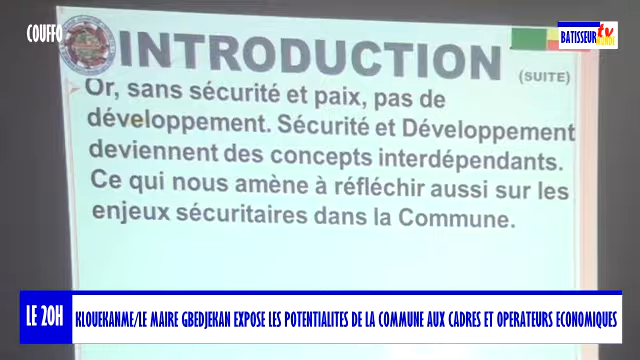 COUFFO
BATISSEUR tv
MONDE
INTRODUCTION (SUITE)
Or, sans sécurité et paix, pas de
développement. Sécurité et Développement
deviennent des concepts interdépendants.
Ce qui nous amène à réfléchir aussi sur les
enjeux sécuritaires dans la Commune.
LE 20H
KLOUEKANME/LE MAIRE GBEDJEKAN EXPOSE LES POTENTIALITES DE LA COMMUNE AUX CADRES ET OPERATEURS ECONOMIQUES